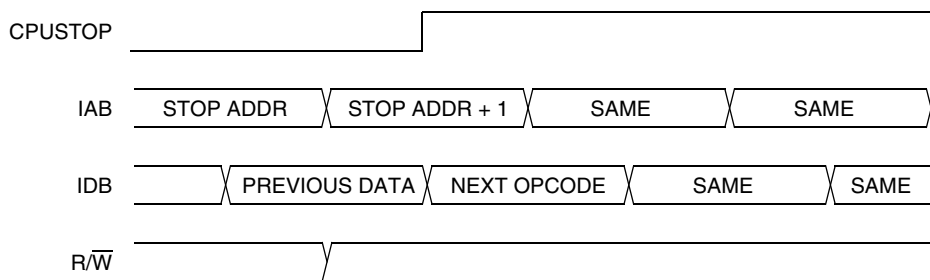 CPUSTOP
IAB STOP ADDR STOP ADDR + 1 SAME SAME
IDB PREVIOUS DATA NEXT OPCODE SAME SAME
R/W̅